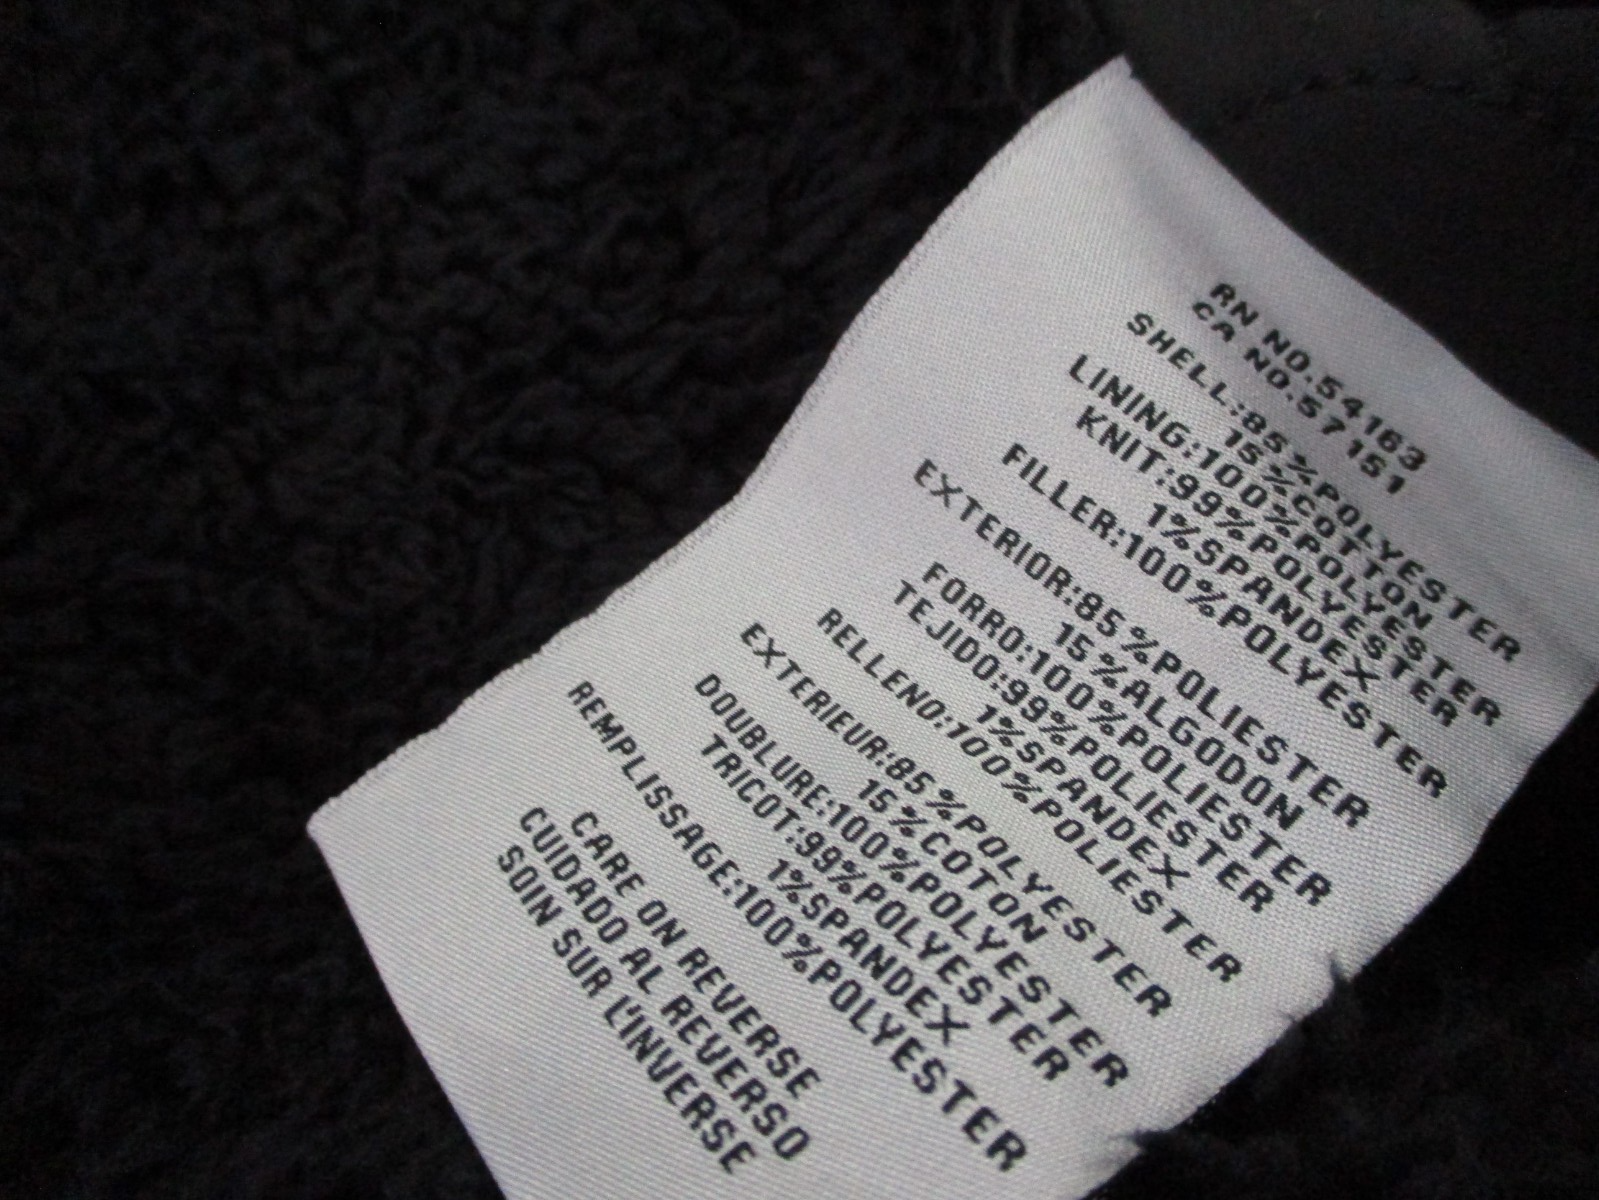 RN NO.54163
CA NO.57151
SHELL:85%POLYESTER
15%COTTON
LINING:100%POLYESTER
KNIT:99%POLYESTER
1%SPANDEX
FILLER:100%POLYESTER
EXTERIOR:85%POLIESTER
15%ALGODON
FORRO:100%POLIESTER
TEJIDO:99%POLIESTER
1%SPANDEX
RELLENO:100%POLIESTER
EXTERIEUR:85%POLYESTER
15%COTON
DOUBLURE:100%POLYESTER
TRICOT:99%POLYESTER
1%SPANDEX
REMPLISSAGE:100%POLYESTER
CARE ON REVERSE
CUIDADO AL REVERSO
SOIN SUR L'INVERSE